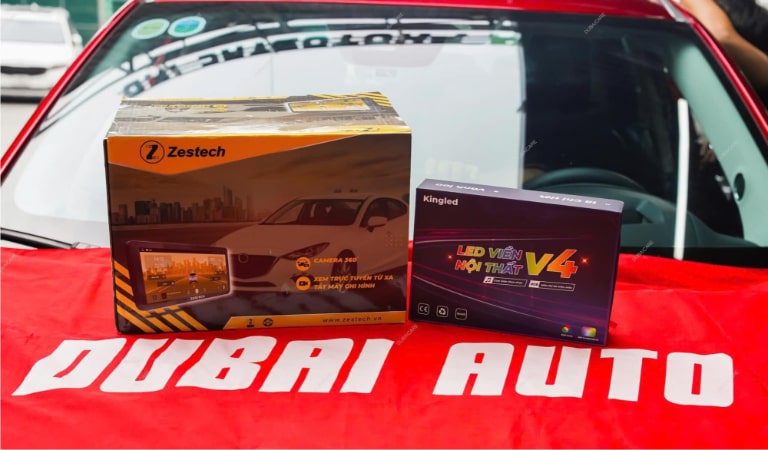 Zestech
CAMERA 360
XEM TRỰC TUYẾN TỪ XA
TẮT MÁY GHI HÌNH
www.zestech.vn
Kingled
LED VIỀN
NỘI THẤT
V4
DUBAI AUTO